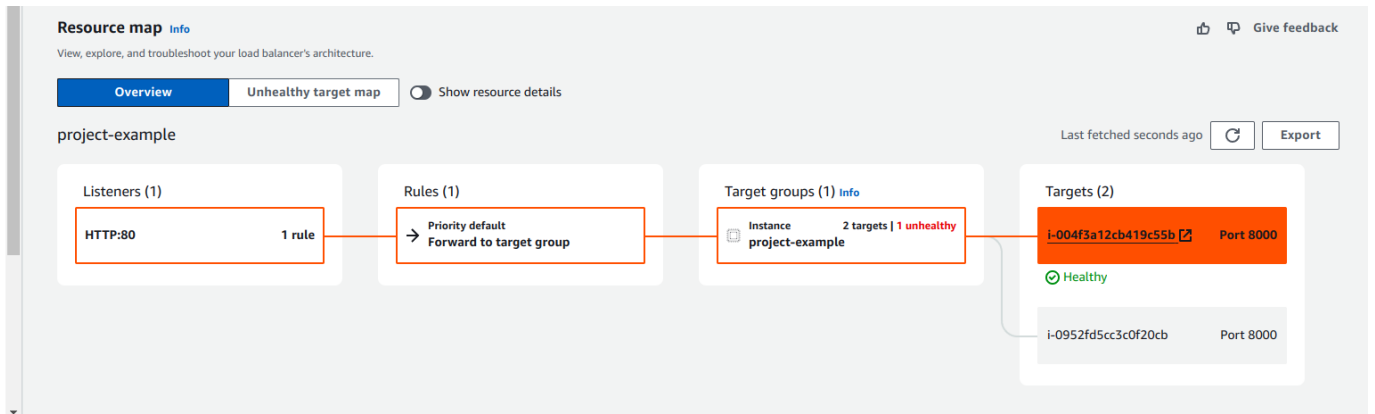 Resource map Info
Give feedback
View, explore, and troubleshoot your load balancer's architecture.
Overview
Unhealthy target map
Show resource details
project-example
Last fetched seconds ago
Export
Listeners (1)
HTTP:80 1 rule
Rules (1)
Priority default
Forward to target group
Target groups (1) Info
Instance 2 targets | 1 unhealthy
project-example
Targets (2)
i-004f3a12cb419c55b Port 8000
Healthy
i-0952fd5cc3c0f20cb Port 8000